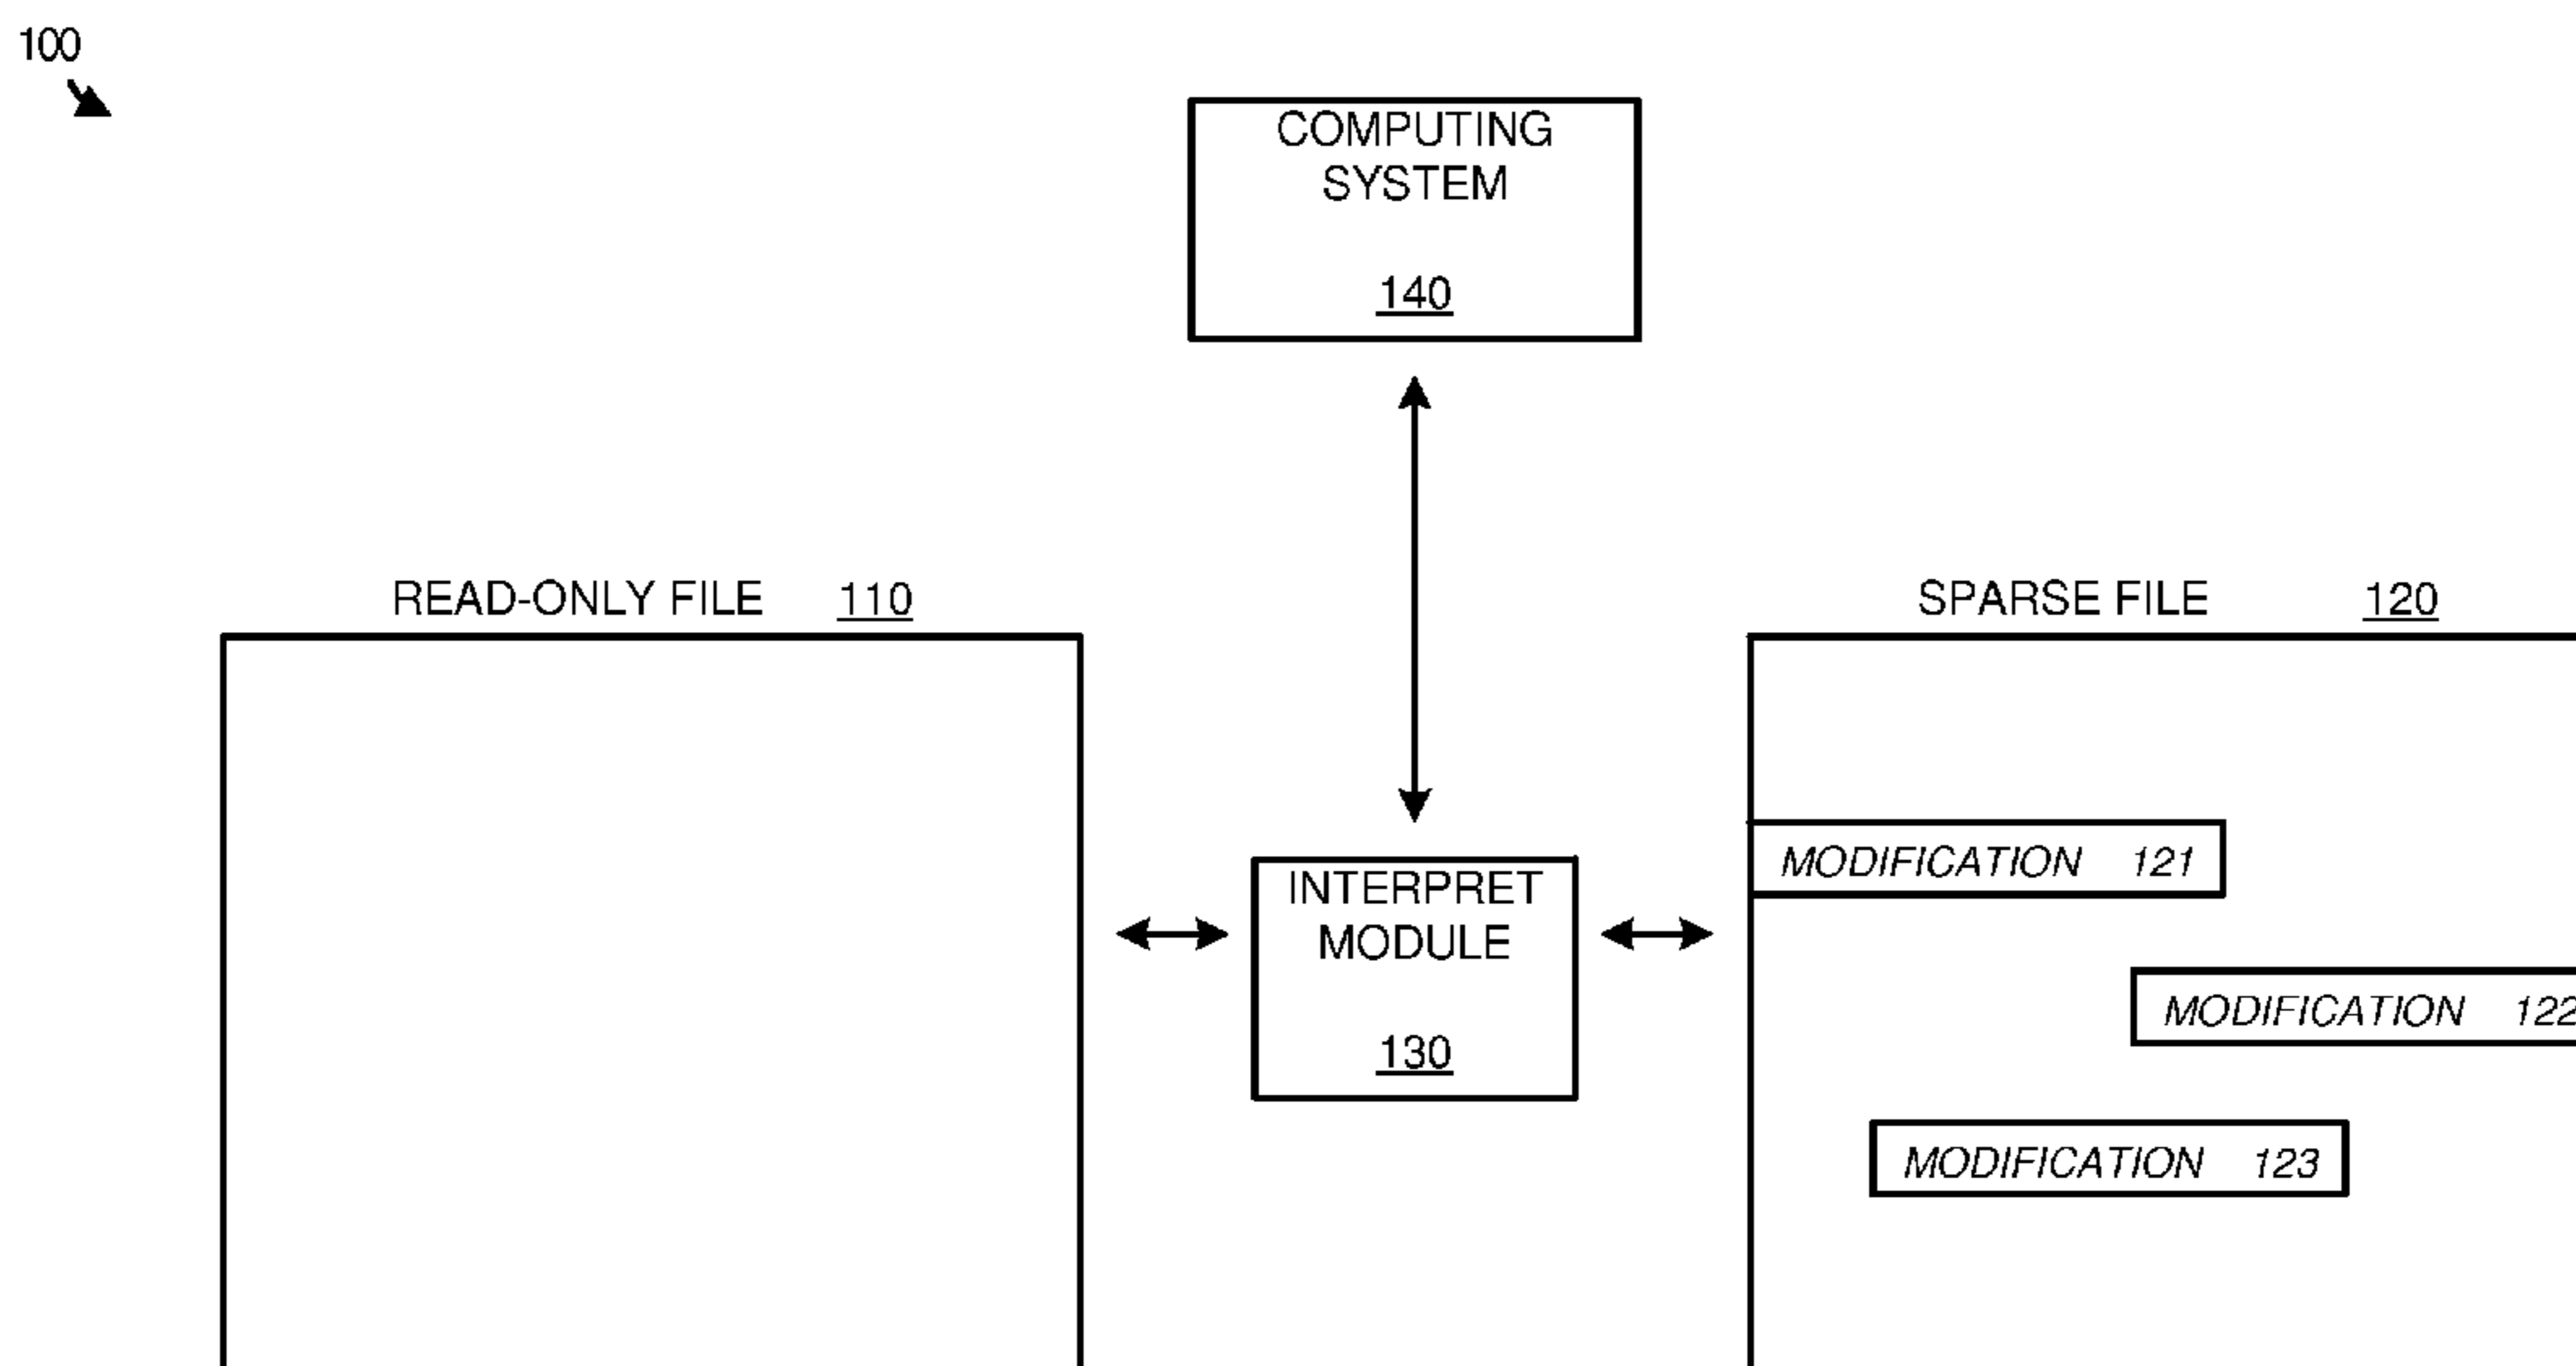 100
COMPUTING
SYSTEM
140
READ-ONLY FILE 110
SPARSE FILE 120
MODIFICATION 121
INTERPRET
MODULE
130
MODIFICATION 122
MODIFICATION 123